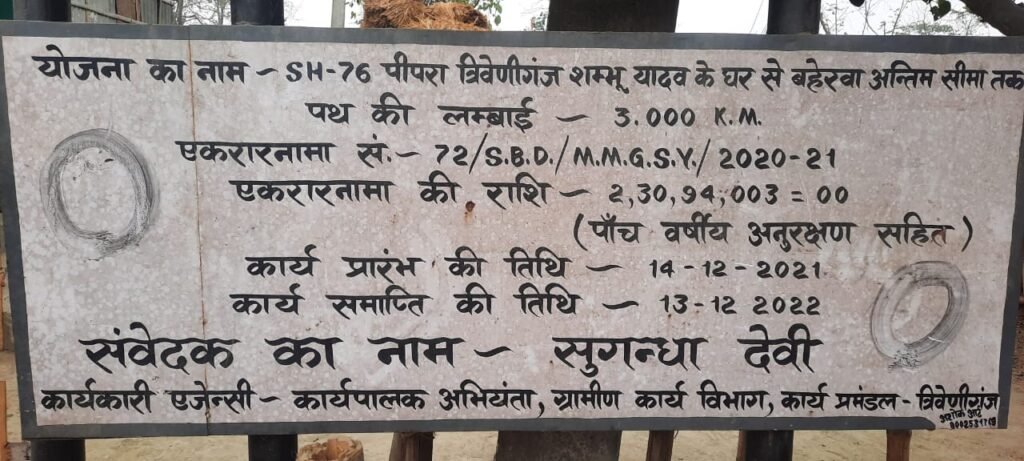 योजना का नाम - SH-76 पीपरा त्रिवेणीगंज शम्भू यादव के घर से बहेरवा अन्तिम सीमा तक
पथ की लम्बाई - 3.000 K.M.
एकरारनामा सं.- 72/S.B.D./M.M.G.S.Y./2020-21
एकरारनामा की राशि - 2,30,94,003=00
(पाँच वर्षीय अनुरक्षण सहित)
कार्य प्रारंभ की तिथि - 14-12-2021
कार्य समाप्ति की तिथि - 13-12 2022
संवेदक का नाम - सुगन्धा देवी
कार्यकारी एजेन्सी - कार्यपालक अभियंता, ग्रामीण कार्य विभाग, कार्य प्रमंडल - त्रिवेणीगंज